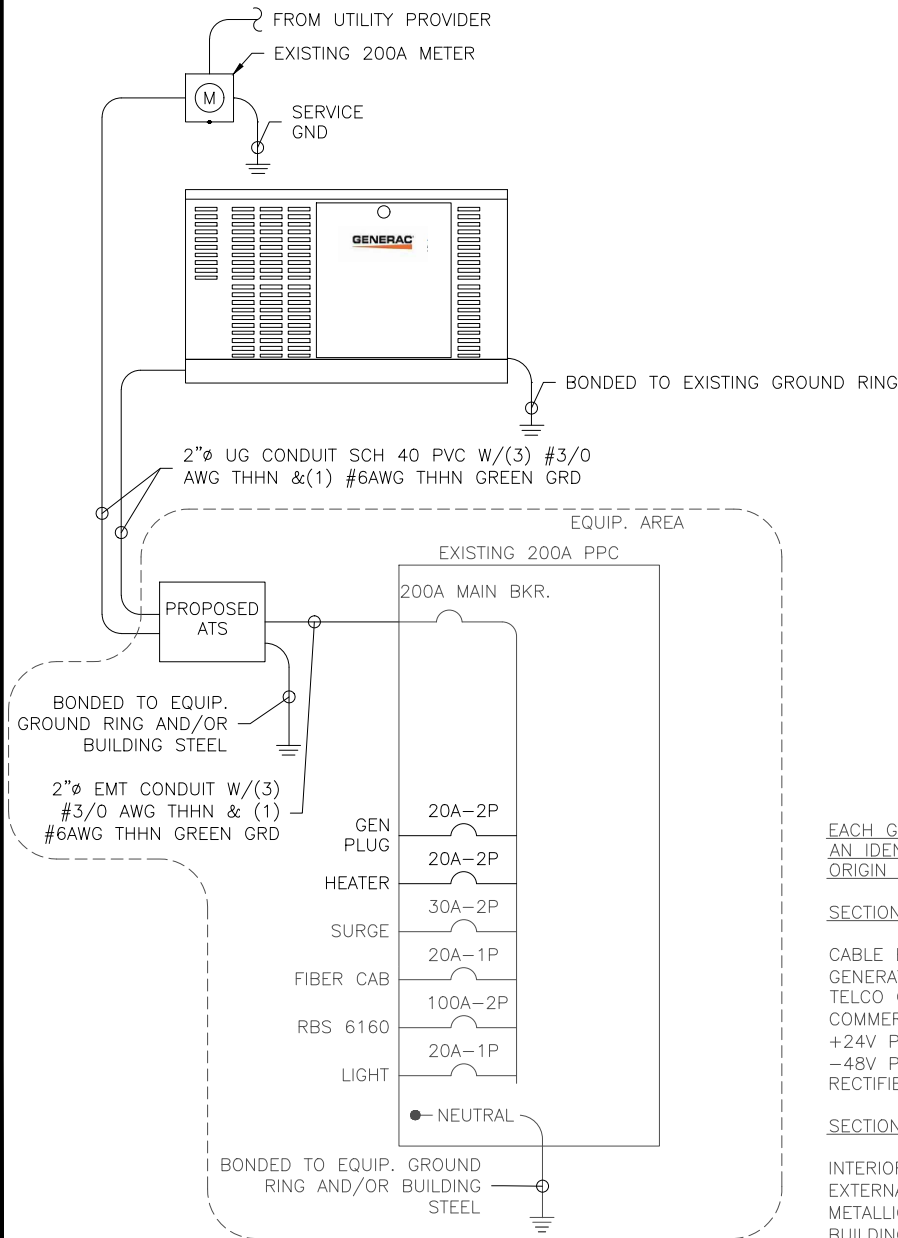 FROM UTILITY PROVIDER
EXISTING 200A METER
M
SERVICE
GND
GENERAC
BONDED TO EXISTING GROUND RING
2"ø UG CONDUIT SCH 40 PVC W/(3) #3/0
AWG THHN &(1) #6AWG THHN GREEN GRD
EQUIP. AREA
EXISTING 200A PPC
200A MAIN BKR.
PROPOSED
ATS
BONDED TO EQUIP.
GROUND RING AND/OR
BUILDING STEEL
2"ø EMT CONDUIT W/(3)
#3/0 AWG THHN & (1)
#6AWG THHN GREEN GRD
GEN
PLUG
20A-2P
HEATER
20A-2P
SURGE
30A-2P
FIBER CAB
20A-1P
RBS 6160
100A-2P
LIGHT
20A-1P
NEUTRAL
BONDED TO EQUIP. GROUND
RING AND/OR BUILDING
STEEL
EACH G
AN IDEN
ORIGIN
SECTION
CABLE
GENERAT
TELCO
COMMER
+24V P
-48V P
RECTIFIE
SECTION
INTERIOR
EXTERNA
METALLIC
BUILDING